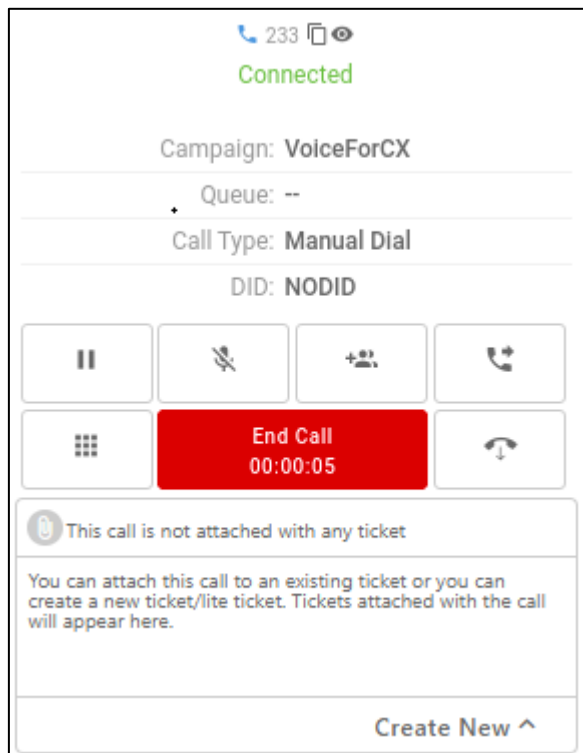 233
Connected
Campaign: VoiceForCX
Queue: --
Call Type: Manual Dial
DID: NODID
End Call
00:00:05
This call is not attached with any ticket
You can attach this call to an existing ticket or you can
create a new ticket/lite ticket. Tickets attached with the call
will appear here.
Create New